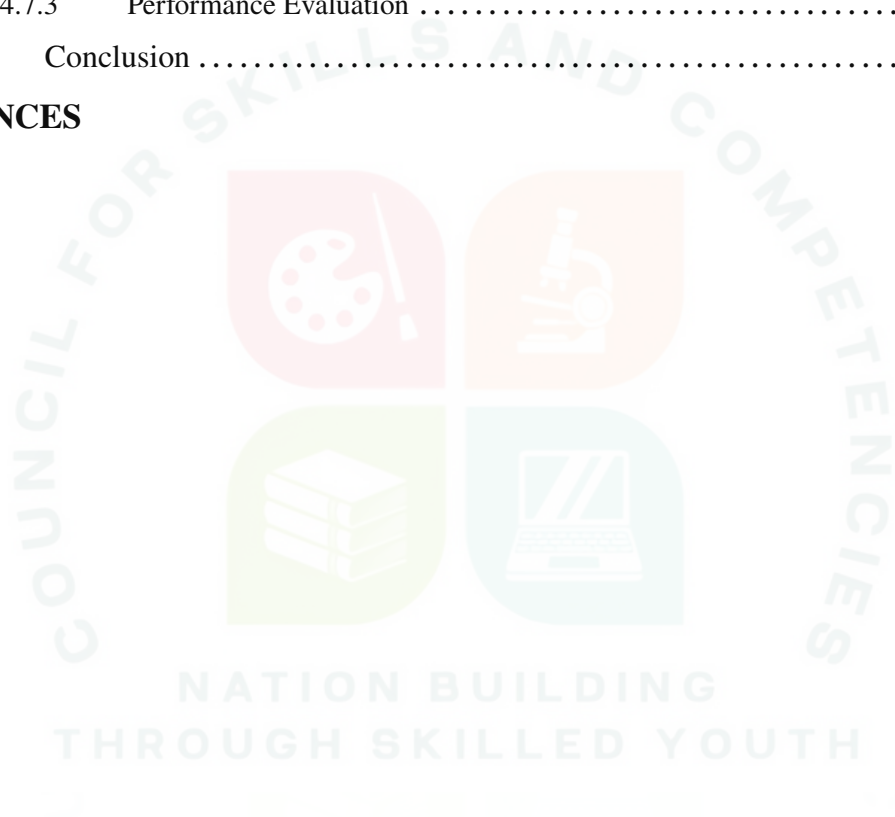 4.7.3 Performance Evaluation ........................................
Conclusion ........................................................
NCES
COUNCIL FOR SKILLS AND COMPETENCIES
NATION BUILDING
THROUGH SKILLED YOUTH